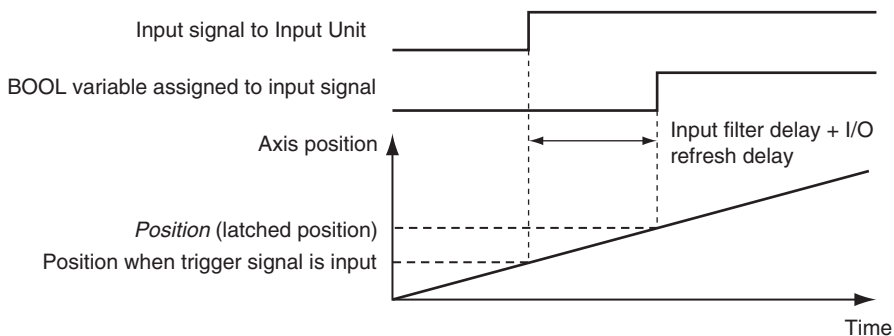 Input signal to Input Unit
BOOL variable assigned to input signal
Input filter delay + I/O
refresh delay
Axis position
Position (latched position)
Position when trigger signal is input
Time